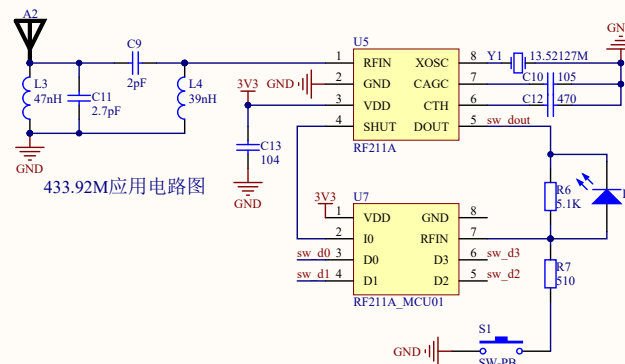 A2
C9
2pF
L3
47nH
C11
2.7pF
L4
39nH
GND
433.92M应用电路图
3V3
GND
C13
104
GND
U5
1 RFIN XOSC 8
2 GND CAGC 7
3 VDD CTH 6
4 SHUT DOUT 5
RF211A
Y1 13.52127M
C10 105
C12 470
GND
sw_dout
R6
5.1K
R7
510
U7
3V3
1 VDD GND 8
2 I0 RFIN 7
sw_d0 3 D0 D3 6 sw_d3
sw_d1 4 D1 D2 5 sw_d2
RF211A_MCU01
S1
GND
SW-PB